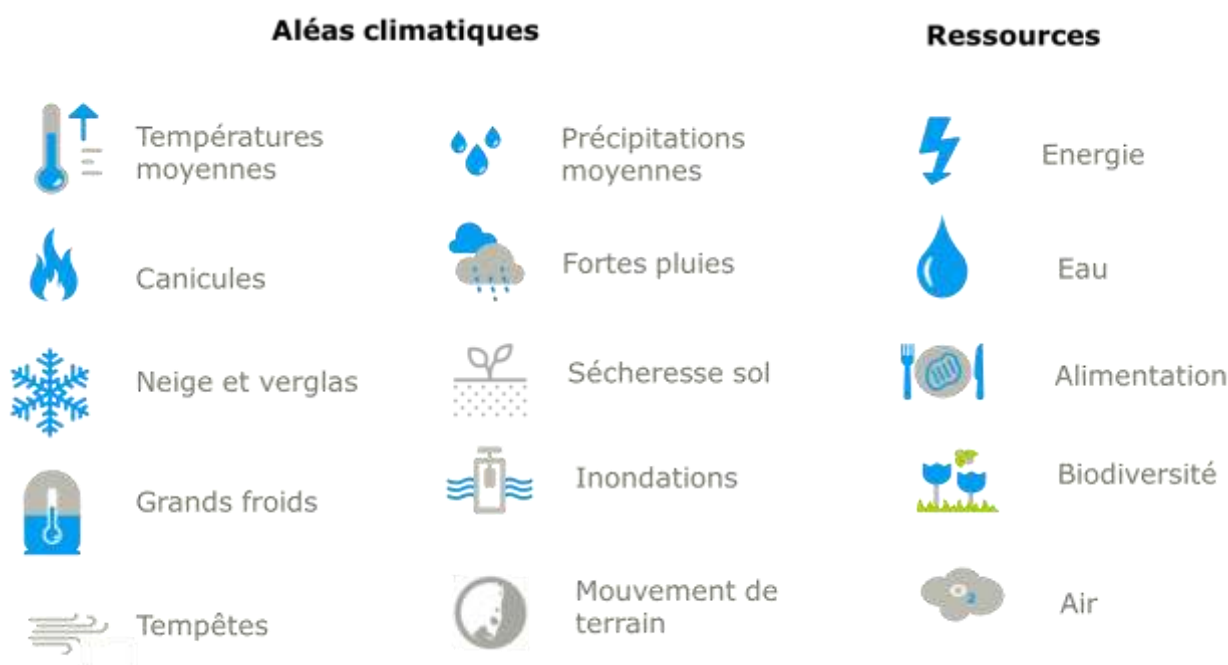 Aléas climatiques
Ressources
Températures
moyennes
Précipitations
moyennes
Energie
Canicules
Fortes pluies
Eau
Neige et verglas
Sécheresse sol
Alimentation
Grands froids
Inondations
Biodiversité
Tempêtes
Mouvement de
terrain
O2
Air